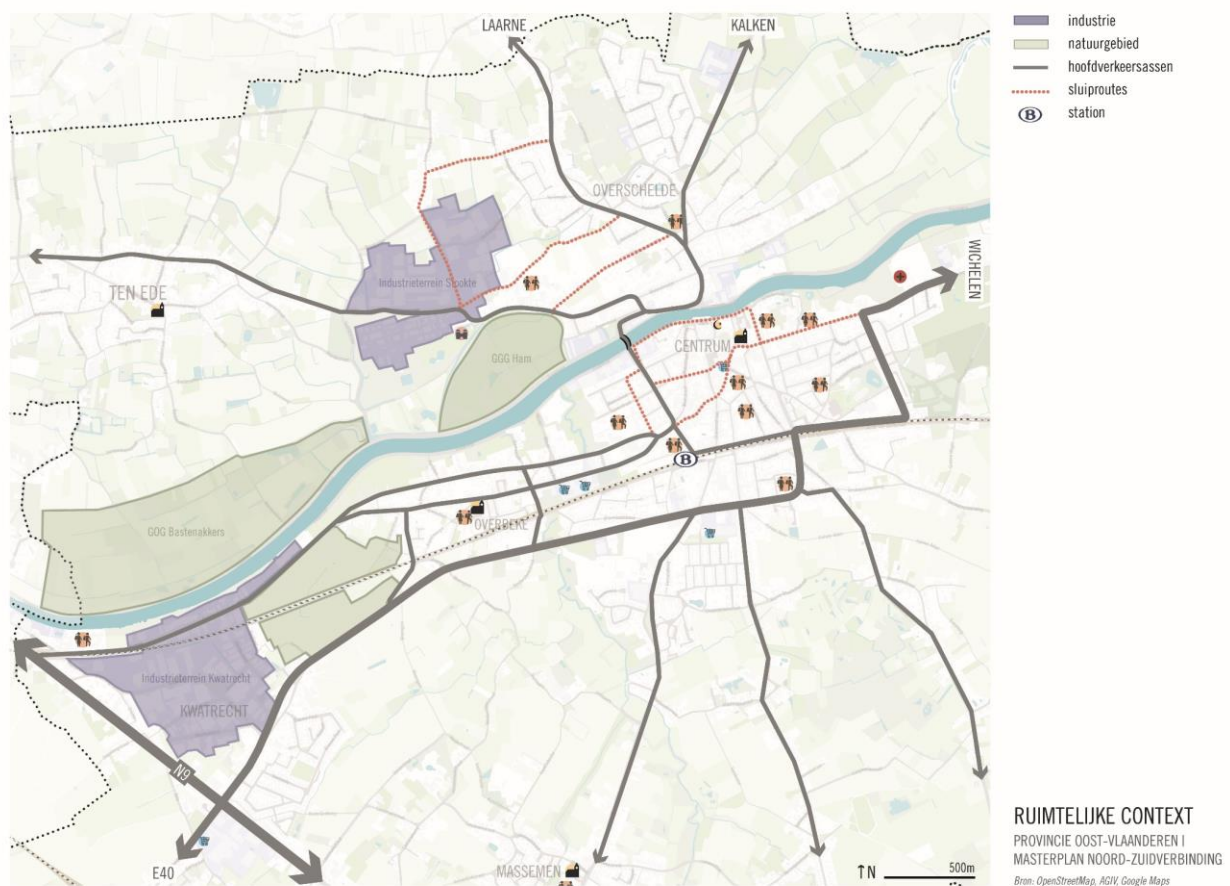 LAARNE
KALKEN
OVERSCHELDE
WICHELEN
TEN EDE
Industrieterrein Stookte
GGG Ham
CENTRUM
B
OVERBEKE
GOG Bastenakkers
Industrieterrein Kwatrecht
KWATRECHT
N9
E40
MASSEMEN
↑N
500m
industrie
natuurgebied
hoofdverkeersassen
sluiproutes
B station
RUIMTELIJKE CONTEXT
PROVINCIE OOST-VLAANDEREN |
MASTERPLAN NOORD-ZUIDVERBINDING
Bron: OpenStreetMap, AGIV, Google Maps